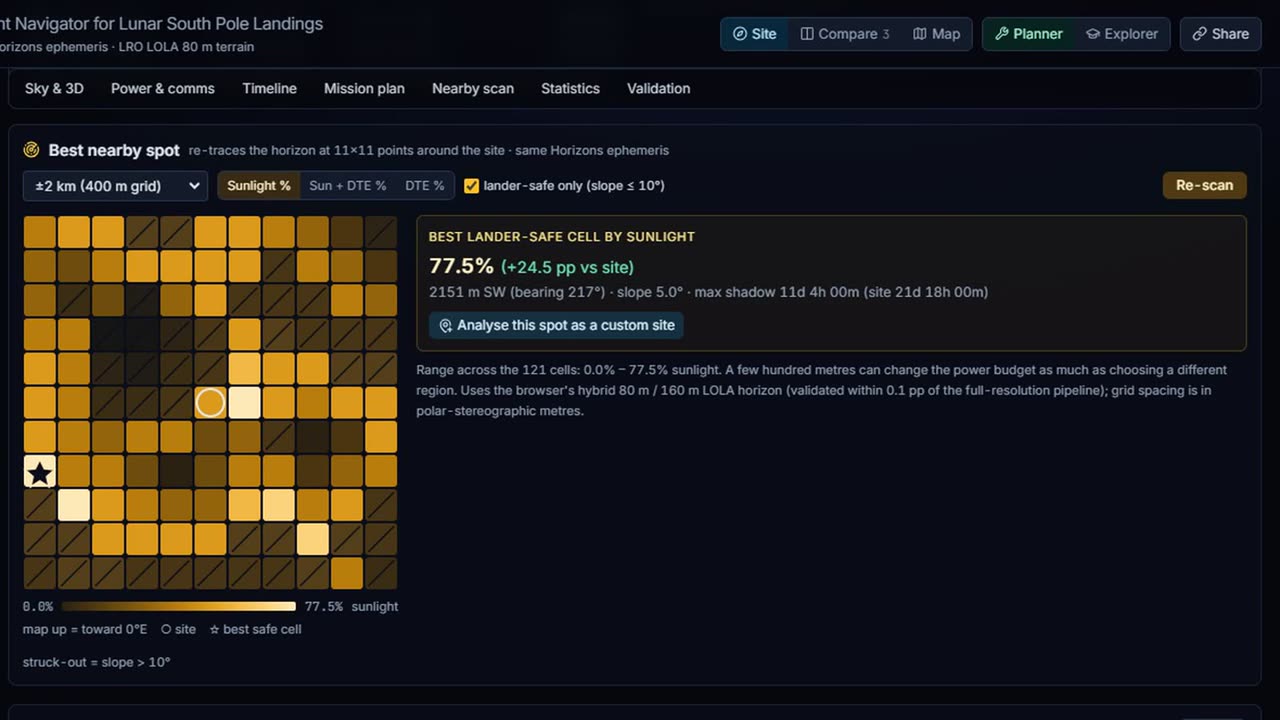 nt Navigator for Lunar South Pole Landings
orizons ephemeris · LRO LOLA 80 m terrain
Site Compare 3 Map Planner Explorer Share
Sky & 3D Power & comms Timeline Mission plan Nearby scan Statistics Validation
Best nearby spot re-traces the horizon at 11×11 points around the site · same Horizons ephemeris
±2 km (400 m grid) Sunlight % Sun + DTE % DTE % lander-safe only (slope ≤ 10°) Re-scan
BEST LANDER-SAFE CELL BY SUNLIGHT
77.5% (+24.5 pp vs site)
2151 m SW (bearing 217°) · slope 5.0° · max shadow 11d 4h 00m (site 21d 18h 00m)
Analyse this spot as a custom site
Range across the 121 cells: 0.0% – 77.5% sunlight. A few hundred metres can change the power budget as much as choosing a different
region. Uses the browser's hybrid 80 m / 160 m LOLA horizon (validated within 0.1 pp of the full-resolution pipeline); grid spacing is in
polar-stereographic metres.
0.0% 77.5% sunlight
map up = toward 0°E ○ site ☆ best safe cell
struck-out = slope > 10°